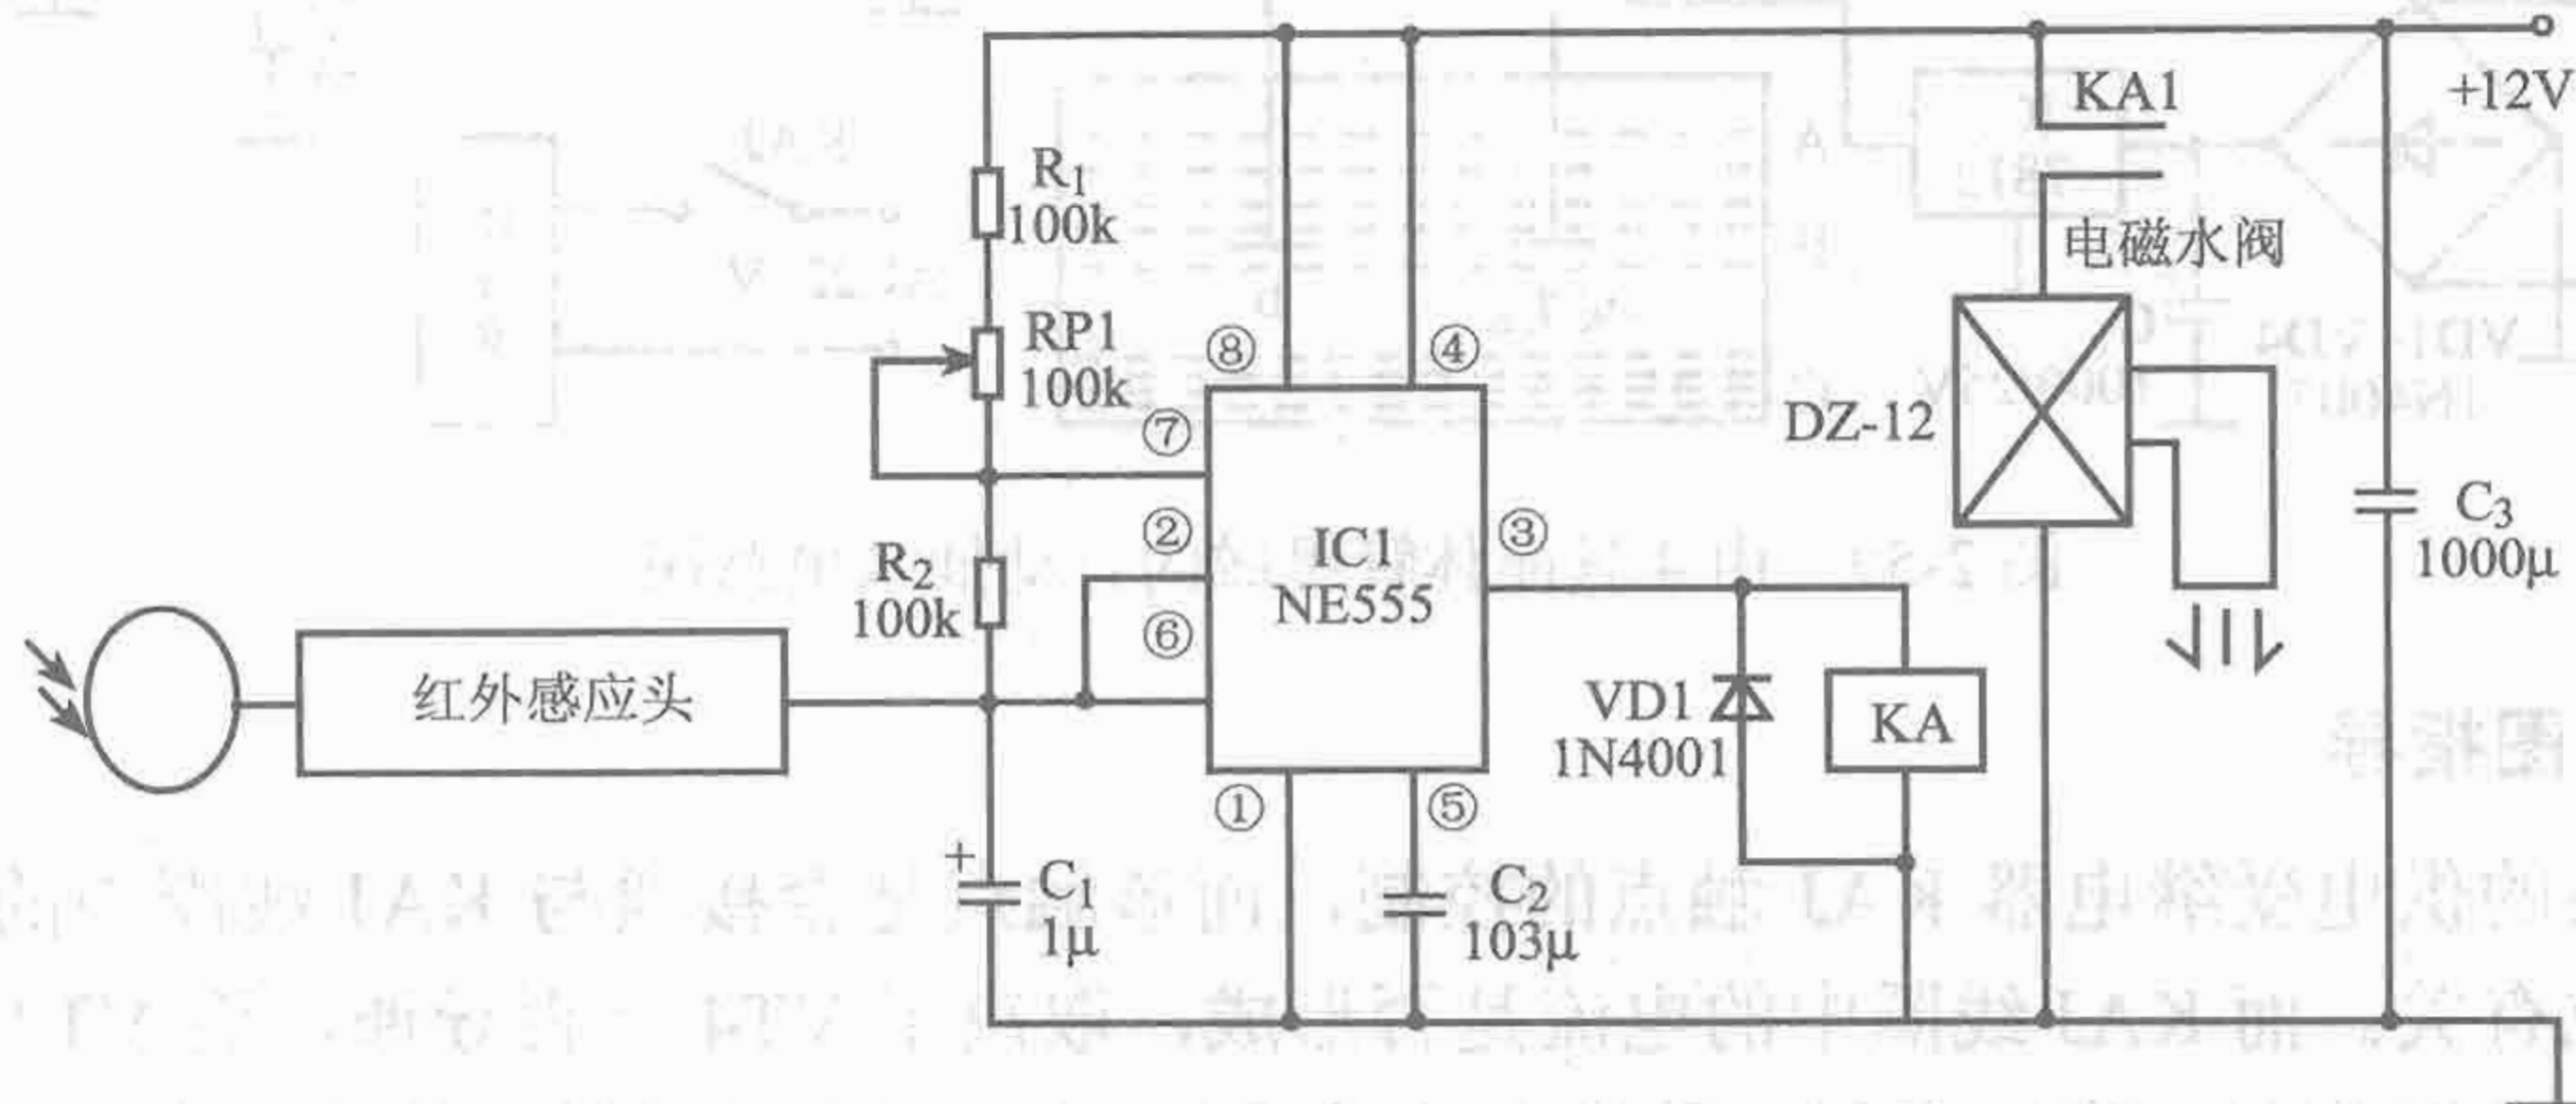 KA1
+12V
R₁
100k
电磁水阀
RP1
100k
⑧
④
DZ-12
⑦
②
③
IC1
NE555
C₃
1000μ
R₂
100k
⑥
红外感应头
VD1
1N4001
KA
①
⑤
+
C₁
1μ
C₂
103μ